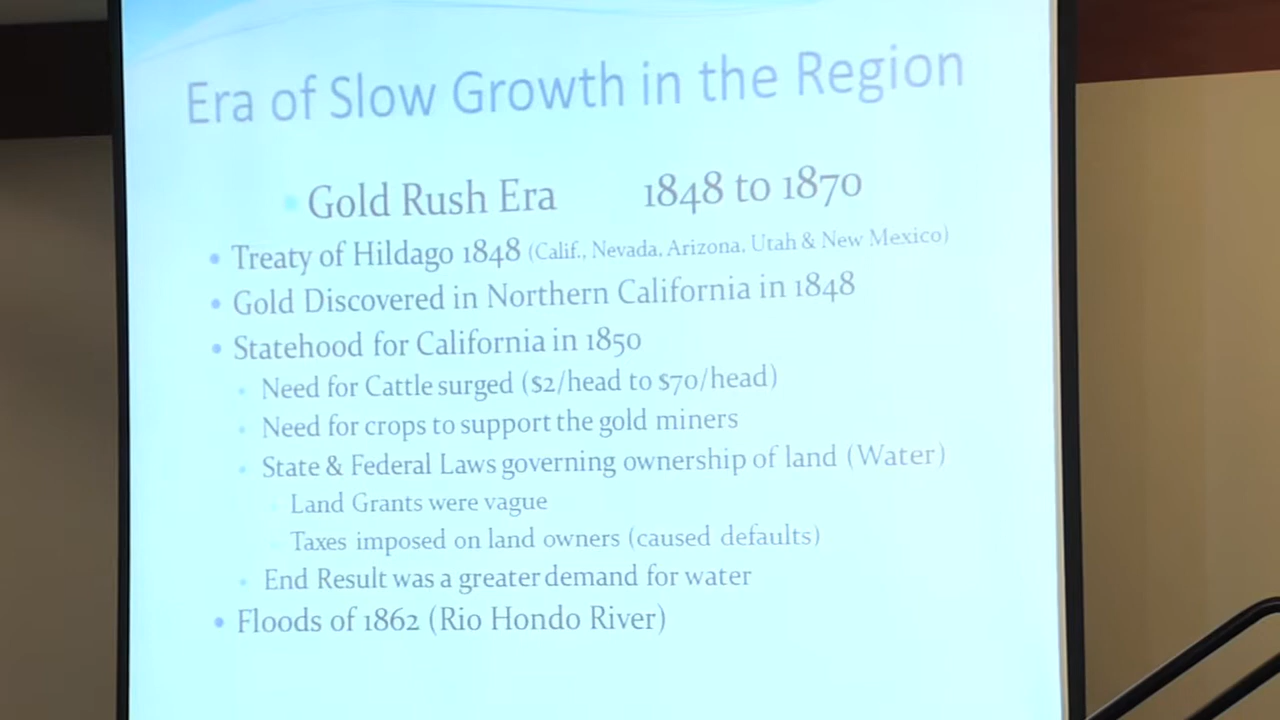 Era of Slow Growth in the Region
Gold Rush Era 1848 to 1870
Treaty of Hildago 1848 (Calif., Nevada, Arizona, Utah & New Mexico)
Gold Discovered in Northern California in 1848
Statehood for California in 1850
Need for Cattle surged ($2/head to $70/head)
Need for crops to support the gold miners
State & Federal Laws governing ownership of land (Water)
Land Grants were vague
Taxes imposed on land owners (caused defaults)
End Result was a greater demand for water
Floods of 1862 (Rio Hondo River)